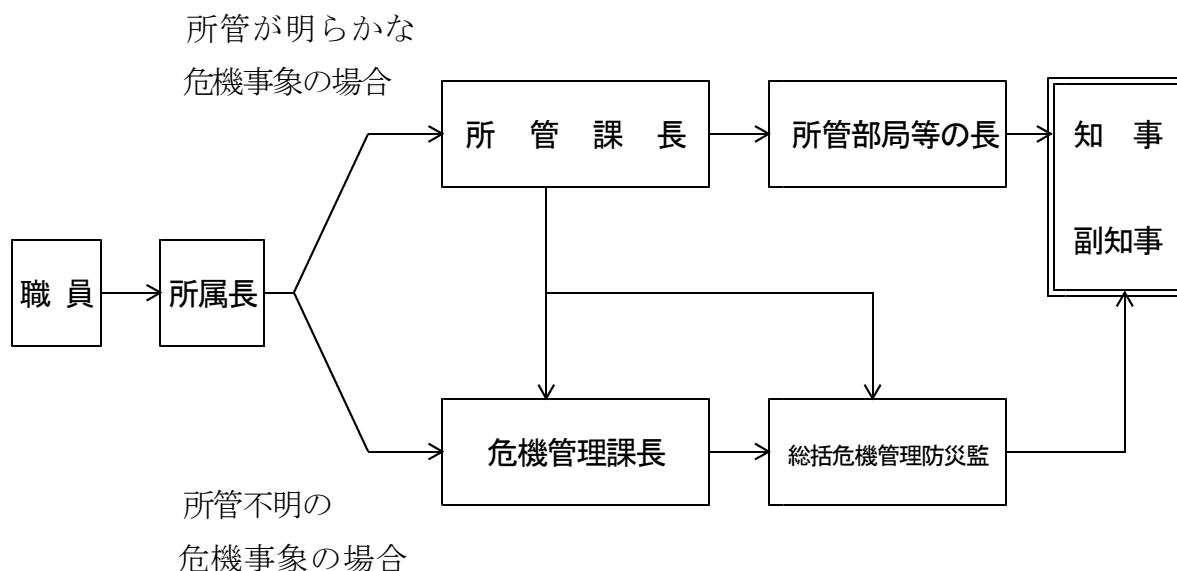 所管が明らかな
危機事象の場合
所管課長
所管部局等の長
知事
副知事
職員
所属長
危機管理課長
総括危機管理防災監
所管不明の
危機事象の場合